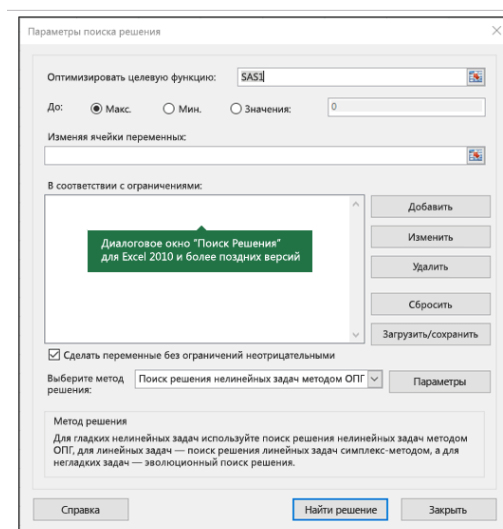 Параметры поиска решения
Оптимизировать целевую функцию: SAS1
До: Макс. Мин. Значения: 0
Изменяя ячейки переменных:
В соответствии с ограничениями:
Добавить
Изменить
Удалить
Сбросить
Загрузить/сохранить
Диалоговое окно "Поиск Решения"
для Excel 2010 и более поздних версий
Сделать переменные без ограничений неотрицательными
Выберите метод
решения:
Поиск решения нелинейных задач методом ОПГ
Параметры
Метод решения
Для гладких нелинейных задач используйте поиск решения нелинейных задач методом
ОПГ, для линейных задач — поиск решения линейных задач симплекс-методом, а для
негладких задач — эволюционный поиск решения.
Справка
Найти решение
Закрыть